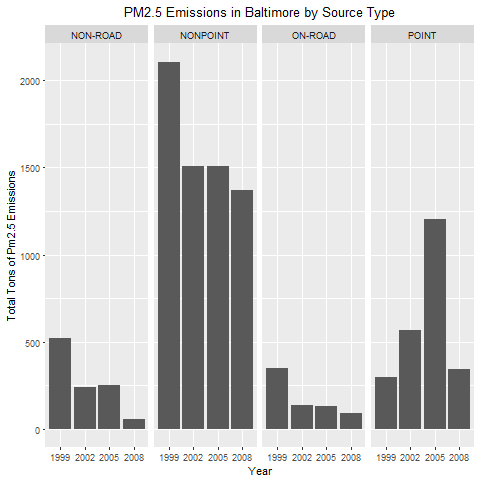 PM2.5 Emissions in Baltimore by Source Type
NON-ROAD NONPOINT ON-ROAD POINT
2000
1500
1000
500
0
Total Tons of Pm2.5 Emissions
1999 2002 2005 2008 1999 2002 2005 2008 1999 2002 2005 2008 1999 2002 2005 2008
Year